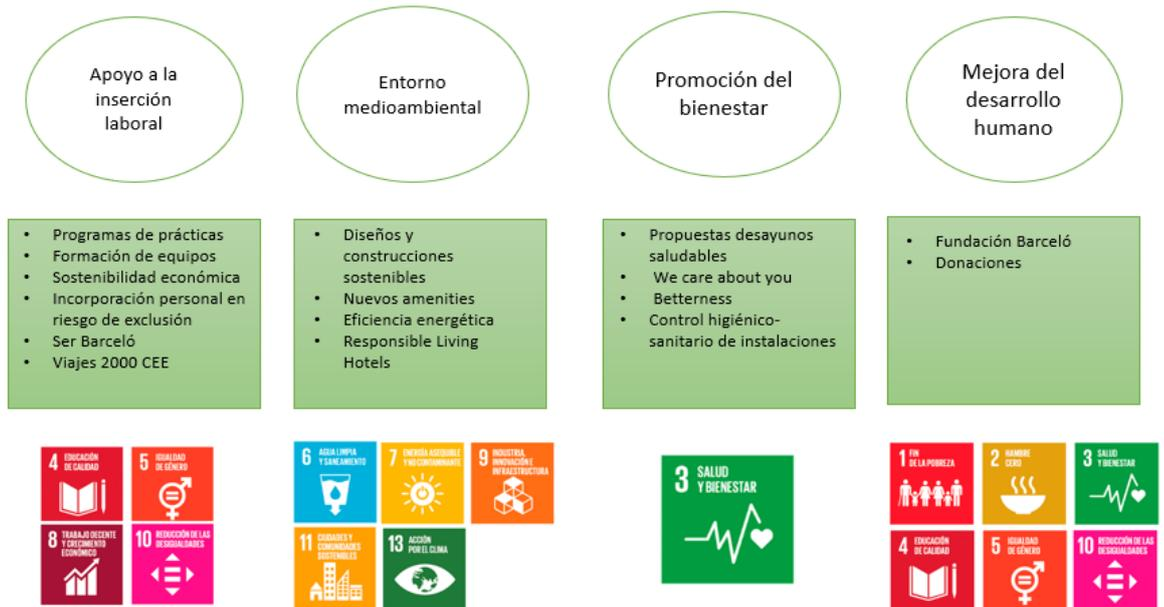 Apoyo a la
inserción
laboral
Entorno
medioambiental
Promoción del
bienestar
Mejora del
desarrollo
humano
• Programas de prácticas
• Formación de equipos
• Sostenibilidad económica
• Incorporación personal en
riesgo de exclusión
• Ser Barceló
• Viajes 2000 CEE
• Diseños y
construcciones
sostenibles
• Nuevos amenities
• Eficiencia energética
• Responsible Living
Hotels
• Propuestas desayunos
saludables
• We care about you
• Betterness
• Control higiénico-
sanitario de instalaciones
• Fundación Barceló
• Donaciones
4 EDUCACIÓN
DE CALIDAD
5 IGUALDAD
DE GÉNERO
8 TRABAJO DECENTE
Y CRECIMIENTO
ECONÓMICO
10 REDUCCIÓN DE LAS
DESIGUALDADES
6 AGUA LIMPIA
Y SANEAMIENTO
7 ENERGÍA ASEQUIBLE
Y NO CONTAMINANTE
9 INDUSTRIA,
INNOVACIÓN E
INFRAESTRUCTURA
11 CIUDADES Y
COMUNIDADES
SOSTENIBLES
13 ACCIÓN
POR EL CLIMA
3 SALUD
Y BIENESTAR
1 FIN
DE LA POBREZA
2 HAMBRE
CERO
3 SALUD
Y BIENESTAR
4 EDUCACIÓN
DE CALIDAD
5 IGUALDAD
DE GÉNERO
10 REDUCCIÓN DE LAS
DESIGUALDADES